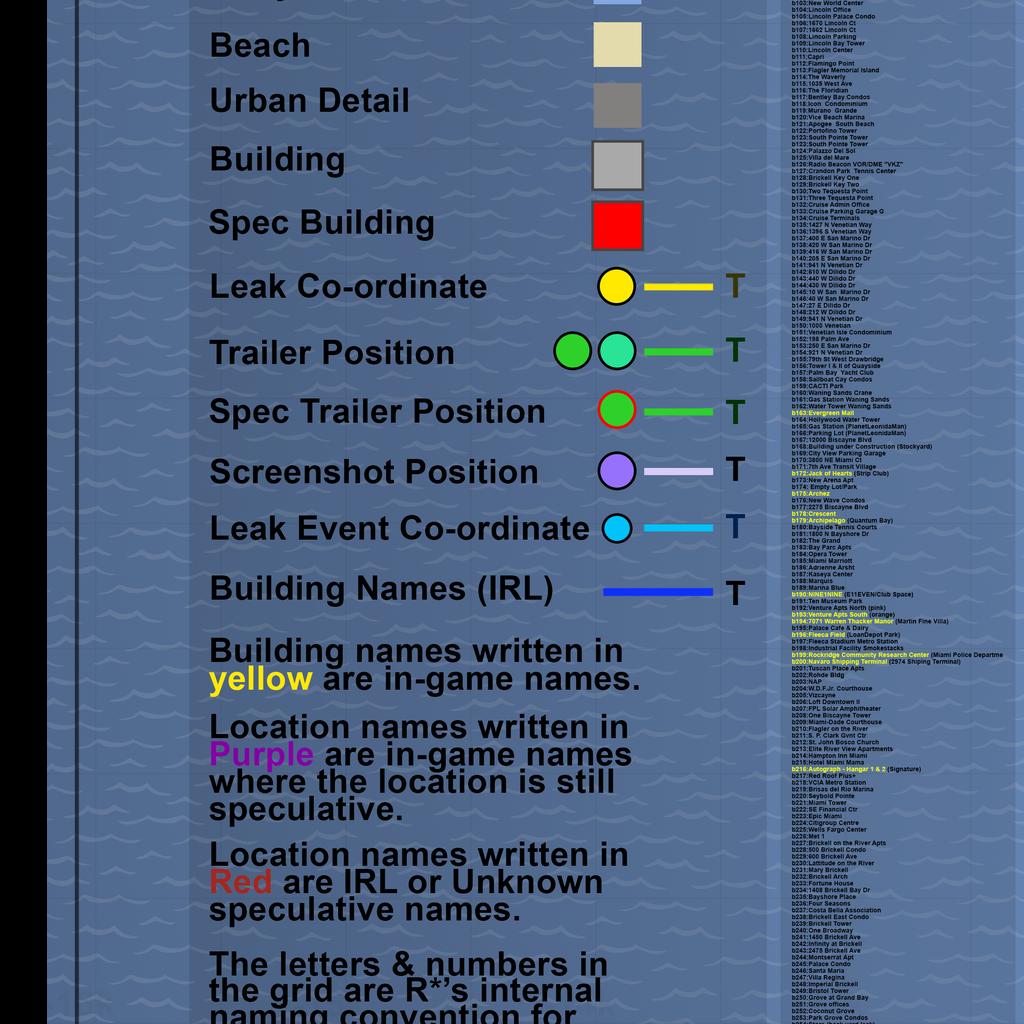 Beach
Urban Detail
Building
Spec Building
Leak Co-ordinate T
Trailer Position T
Spec Trailer Position T
Screenshot Position T
Leak Event Co-ordinate T
Building Names (IRL) T
Building names written in
yellow are in-game names.
Location names written in
Purple are in-game names
where the location is still
speculative.
Location names written in
Red are IRL or Unknown
speculative names.
The letters & numbers in
the grid are R*'s internal
naming convention for
b103:New World Center
b104:Lincoln Office
b105:Lincoln Palace Condo
b106:1670 Lincoln Ct
b107:1662 Lincoln Ct
b108:Lincoln Parking
b109:Lincoln Bay Tower
b110:Lincoln Center
b111:Capri
b112:Flamingo Point
b113:Flagler Memorial Island
b114:The Waverly
b115:1035 West Ave
b116:The Floridian
b117:Bentley Bay Condos
b118:Icon Condominium
b119:Murano Grande
b120:Vice Beach Marina
b121:Apogee South Beach
b122:Portofino Tower
b123:South Pointe Tower
b123:South Pointe Tower
b124:Palazzo Del Sol
b125:Villa del Mare
b126:Radio Beacon VOR/DME "VKZ"
b127:Crandon Park Tennis Center
b128:Brickell Key One
b129:Brickell Key Two
b130:Two Tequesta Point
b131:Three Tequesta Point
b132:Cruise Admin Office
b133:Cruise Parking Garage G
b134:Cruise Terminals
b135:1427 N Venetian Way
b136:1356 S Venetian Way
b137:400 E San Marino Dr
b138:420 W San Marino Dr
b139:416 W San Marino Dr
b140:205 E San Marino Dr
b141:941 N Venetian Dr
b142:610 W Dilido Dr
b143:440 W Dilido Dr
b144:430 W Dilido Dr
b145:10 W San Marino Dr
b146:40 W San Marino Dr
b147:27 E Dilido Dr
b148:212 W Dilido Dr
b149:941 N Venetian Dr
b150:1000 Venetian
b151:Venetian Isle Condominium
b152:198 Palm Ave
b153:250 E San Marino Dr
b154:921 N Venetian Dr
b155:79th St West Drawbridge
b156:Tower I & II of Quayside
b157:Palm Bay Yacht Club
b158:Sailboat Cay Condos
b159:CACTI Park
b160:Waning Sands Crane
b161:Gas Station Waning Sands
b162:Water Tower Waning Sands
b163:Evergreen Mall
b164:Hollywood Water Tower
b165:Gas Station (PlanetLeonidaMan)
b166:Parking Lot (PlanetLeonidaMan)
b167:12000 Biscayne Blvd
b168:Building under Construction (Stockyard)
b169:City View Parking Garage
b170:3800 NE Miami Ct
b171:7th Ave Transit Village
b172:Jack of Hearts (Strip Club)
b173:New Arena Apt
b174: Empty Lot/Park
b175:Archez
b176:New Wave Condos
b177:2275 Biscayne Blvd
b178:Crescent
b179:Archipelago (Quantum Bay)
b180:Bayside Tennis Courts
b181:1800 N Bayshore Dr
b182:The Grand
b183:Bay Parc Apts
b184:Opera Tower
b185:Miami Marriott
b186:Adrienne Arsht
b187:Kaseya Center
b188:Marquis
b189:Marina Blue
b190:NINE1NINE (E11EVEN/Club Space)
b191:Ten Museum Park
b192:Venture Apts North (pink)
b193:Venture Apts South (orange)
b194:7071 Warren Thacker Manor (Martin Fine Villa)
b195:Palace Cafe & Dairy
b196:Fleeca Field (LoanDepot Park)
b197:Fleeca Stadium Metro Station
b198:Industrial Facility Smokestacks
b199:Rockridge Community Research Center (Miami Police Departme
b200:Navaro Shipping Terminal (2974 Shiping Terminal)
b201:Tuscan Place Apts
b202:Rohde Bldg
b203:NAP
b204:W.D.F.Jr. Courthouse
b205:Vizcayne
b206:Loft Downtown II
b207:FPL Solar Amphitheater
b208:One Biscayne Tower
b209:Miami-Dade Courthouse
b210:Flagler on the River
b211:S. P. Clark Gvnt Ctr
b212:St. John Bosco Church
b213:Elite River View Apartments
b214:Hampton Inn Miami
b215:Hotel Miami Mama
b216:Autograph - Hangar 1 & 2 (Signature)
b217:Red Roof Plus+
b218:VCIA Metro Station
b219:Brisas del Rio Marina
b220:Seybold Pointe
b221:Miami Tower
b222:SE Financial Ctr
b223:Epic Miami
b224:Citigroup Centre
b225:Wells Fargo Center
b226:Met 1
b227:Brickell on the River Apts
b228:500 Brickell Condo
b229:600 Brickell Ave
b230:Lattitude on the River
b231:Mary Brickell
b232:Brickell Arch
b233:Fortune House
b234:1408 Brickell Bay Dr
b235:Bayshore Place
b236:Four Seasons
b237:Costa Bella Association
b238:Brickell East Condo
b239:Brickell Tower
b240:One Broadway
b241:1450 Brickell Ave
b242:Infinity at Brickell
b243:2475 Brickell Ave
b244:Montserrat Apt
b245:Palace Condo
b246:Santa Maria
b247:Villa Regina
b248:Imperial Brickell
b249:Bristol Tower
b250:Grove at Grand Bay
b251:Grove offices
b252:Coconut Grove
b253:Park Grove Condos